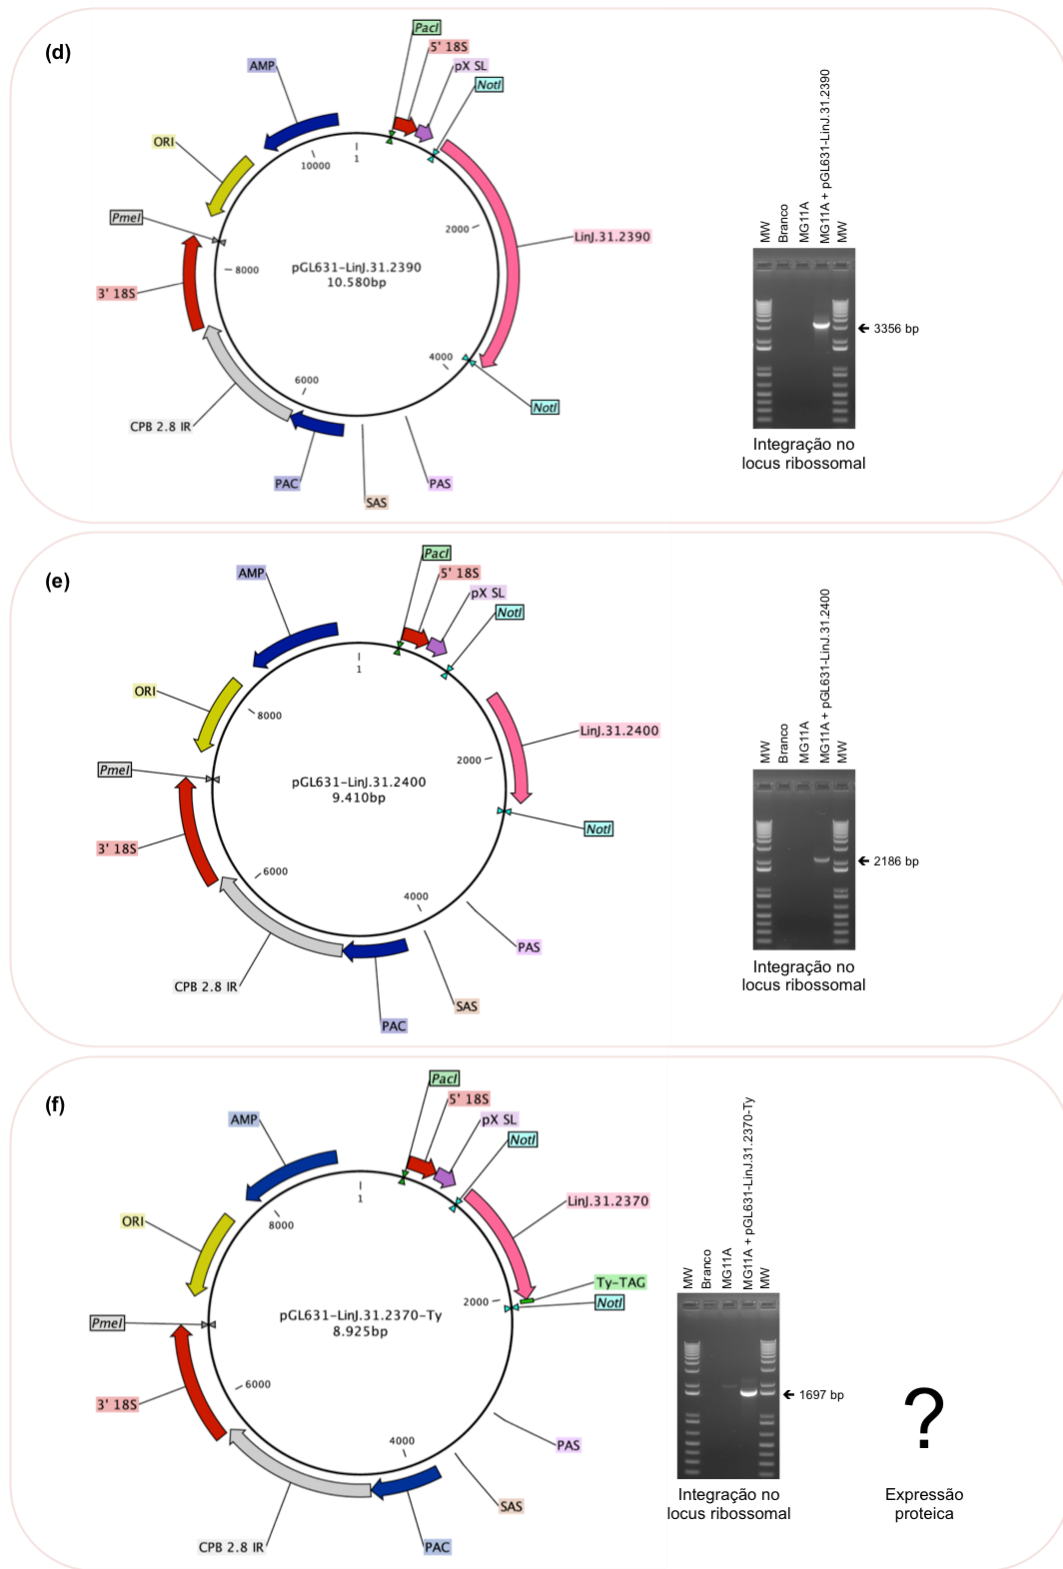 (d)
PacI
5' 18S
pX SL
NotI
AMP
ORI
PmeI
3' 18S
CPB 2.8 IR
PAC
SAS
PAS
NotI
LinJ.31.2390
1
2000
4000
6000
8000
10000
pGL631-LinJ.31.2390
10.580bp
MW
Branco
MG11A
MG11A + pGL631-LinJ.31.2390
MW
3356 bp
Integração no
locus ribossomal
(e)
PacI
5' 18S
pX SL
NotI
AMP
ORI
PmeI
3' 18S
CPB 2.8 IR
PAC
SAS
PAS
NotI
LinJ.31.2400
1
2000
4000
6000
8000
pGL631-LinJ.31.2400
9.410bp
MW
Branco
MG11A
MG11A + pGL631-LinJ.31.2400
MW
2186 bp
Integração no
locus ribossomal
(f)
PacI
5' 18S
pX SL
NotI
AMP
ORI
PmeI
3' 18S
CPB 2.8 IR
PAC
SAS
PAS
NotI
Ty-TAG
LinJ.31.2370
1
2000
4000
6000
8000
pGL631-LinJ.31.2370-Ty
8.925bp
MW
Branco
MG11A
MG11A + pGL631-LinJ.31.2370-Ty
MW
1697 bp
Integração no
locus ribossomal
?
Expressão
proteica